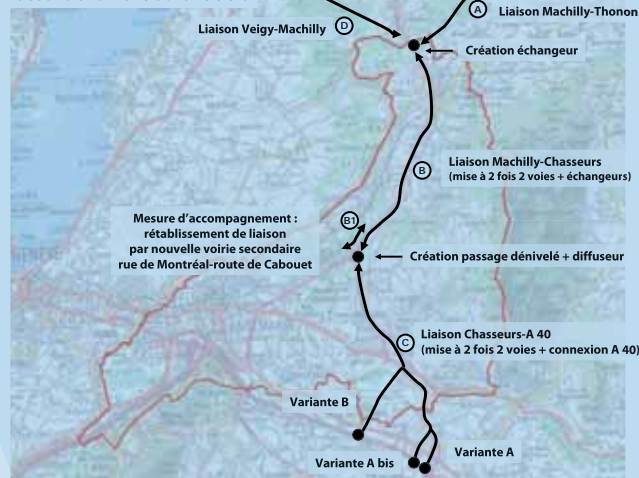 A
Liaison Machilly-Thonon
D
Liaison Veigy-Machilly
Création échangeur
B
Liaison Machilly-Chasseurs
(mise à 2 fois 2 voies + échangeurs)
B1
Mesure d’accompagnement :
rétablissement de liaison
par nouvelle voirie secondaire
rue de Montréal-route de Cabouet
Création passage dénivelé + diffuseur
C
Liaison Chasseurs-A 40
(mise à 2 fois 2 voies + connexion A 40)
Variante B
Variante A
Variante A bis